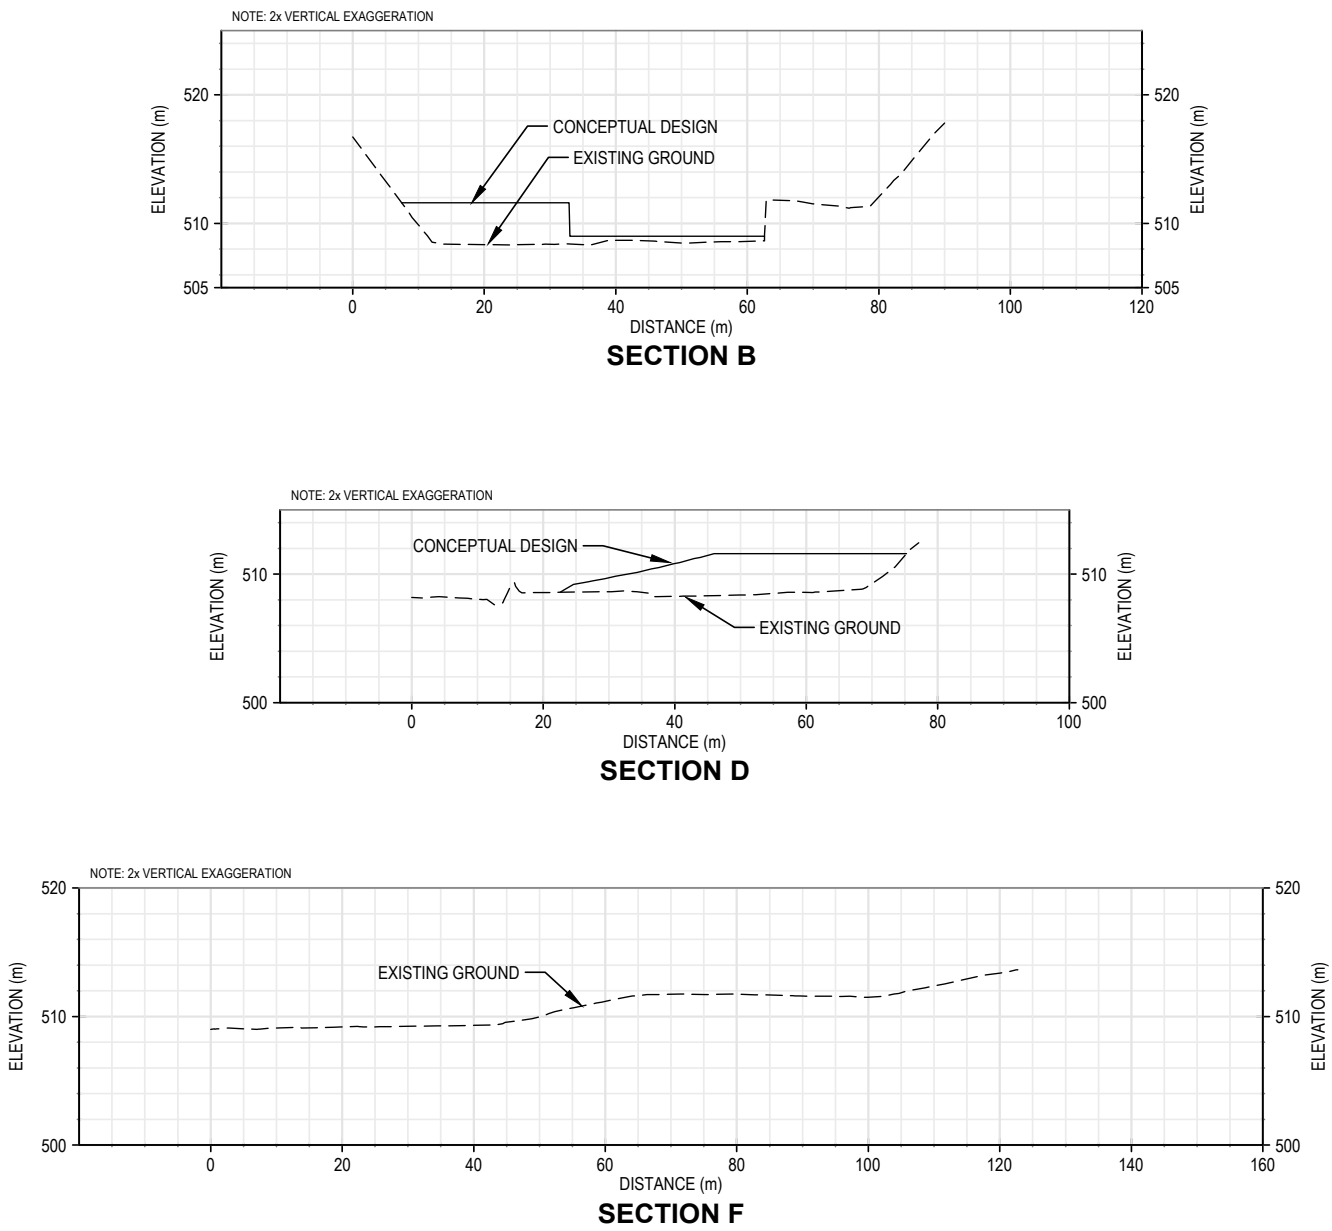 NOTE: 2x VERTICAL EXAGGERATION
520 520
ELEVATION (m) ELEVATION (m)
CONCEPTUAL DESIGN
EXISTING GROUND
510 510
505 505
0 20 40 60 80 100 120
DISTANCE (m)
SECTION B
NOTE: 2x VERTICAL EXAGGERATION
CONCEPTUAL DESIGN
510 510
ELEVATION (m) ELEVATION (m)
EXISTING GROUND
500 500
0 20 40 60 80 100
DISTANCE (m)
SECTION D
NOTE: 2x VERTICAL EXAGGERATION
520 520
EXISTING GROUND
ELEVATION (m) ELEVATION (m)
510 510
500 500
0 20 40 60 80 100 120 140 160
DISTANCE (m)
SECTION F